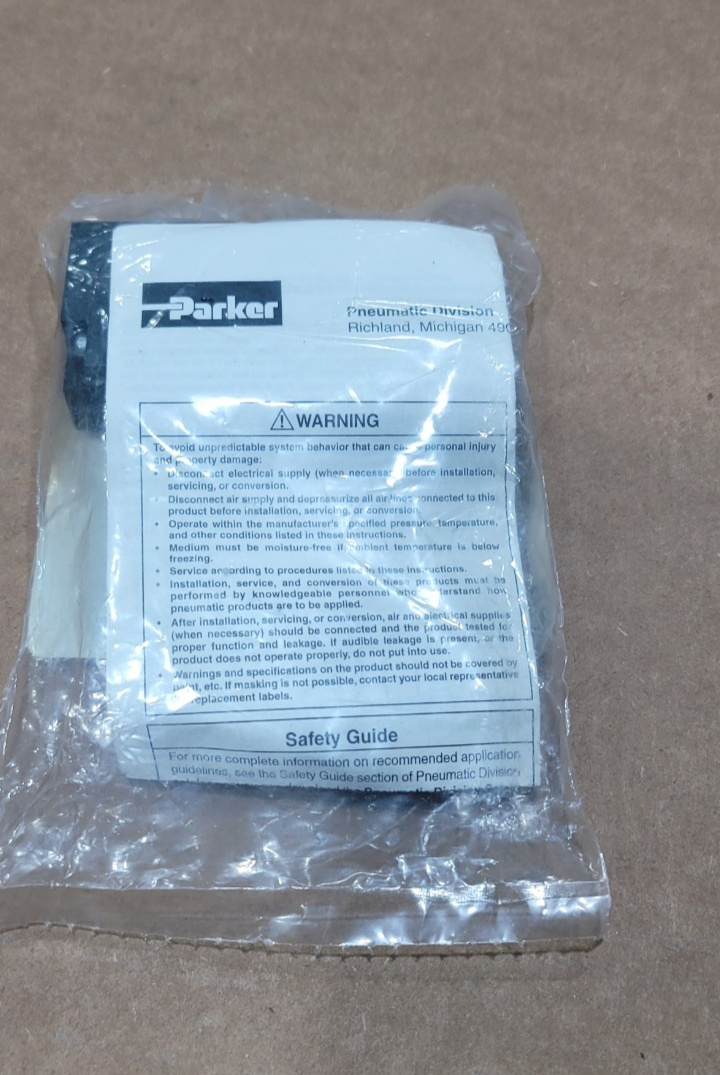 Parker
Pneumatic Division
Richland, Michigan 490
WARNING
To avoid unpredictable system behavior that can cause personal injury
and property damage:
• Disconnect electrical supply (when necessary) before installation,
servicing, or conversion.
• Disconnect air supply and depressurize all air lines connected to this
product before installation, servicing, or conversion.
• Operate within the manufacturer's specified pressure, temperature,
and other conditions listed in these instructions.
• Medium must be moisture-free if ambient temperature is below
freezing.
• Service according to procedures listed in these instructions.
• Installation, service, and conversion of these products must be
performed by knowledgeable personnel who understand how
pneumatic products are to be applied.
• After installation, servicing, or conversion, air and electrical supplies
(when necessary) should be connected and the product tested for
proper function and leakage. If audible leakage is present, or the
product does not operate properly, do not put into use.
• Warnings and specifications on the product should not be covered by
paint, etc. If masking is not possible, contact your local representative
replacement labels.
Safety Guide
For more complete information on recommended application
guidelines, see the Safety Guide section of Pneumatic Division